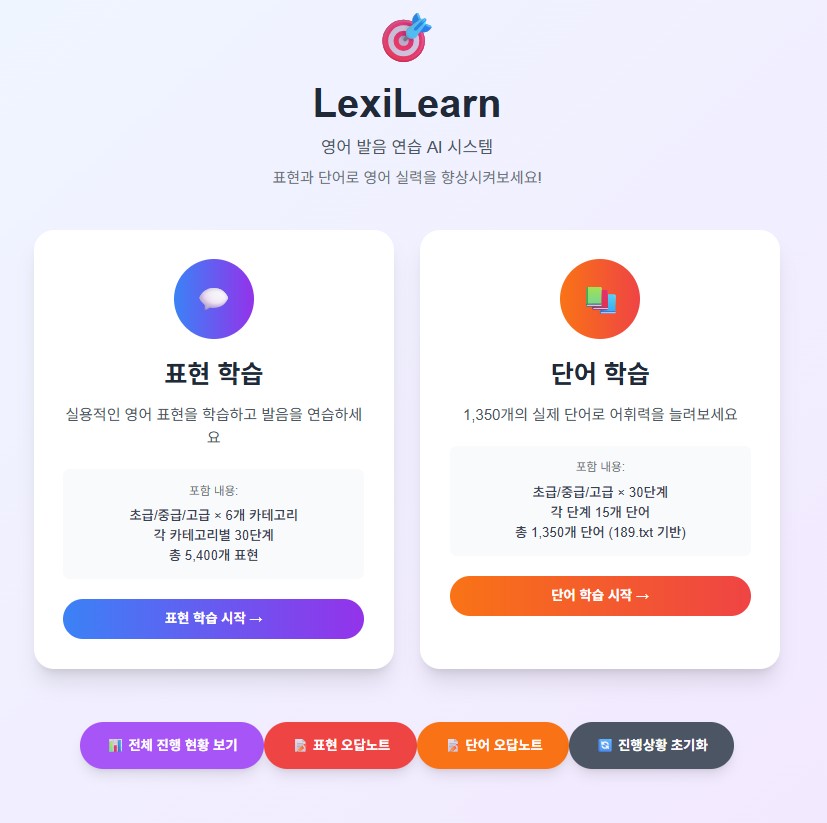 LexiLearn
영어 발음 연습 AI 시스템
표현과 단어로 영어 실력을 향상시켜보세요!
표현 학습
실용적인 영어 표현을 학습하고 발음을 연습하세
요
포함 내용:
초급/중급/고급 × 6개 카테고리
각 카테고리별 30단계
총 5,400개 표현
표현 학습 시작 →
단어 학습
1,350개의 실제 단어로 어휘력을 늘려보세요
포함 내용:
초급/중급/고급 × 30단계
각 단계 15개 단어
총 1,350개 단어 (189.txt 기반)
단어 학습 시작 →
전체 진행 현황 보기
표현 오답노트
단어 오답노트
진행상황 초기화